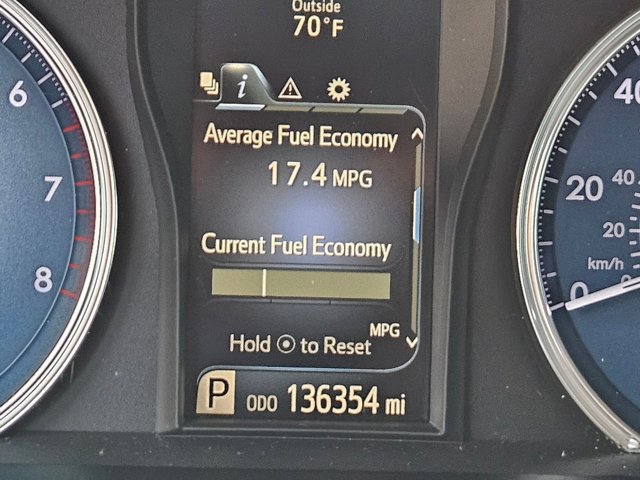 Outside
70°F
i
Average Fuel Economy
17.4 MPG
Current Fuel Economy
MPG
Hold to Reset
P ODO 136354 mi
6
7
8
40
20
0
40
20
km/h